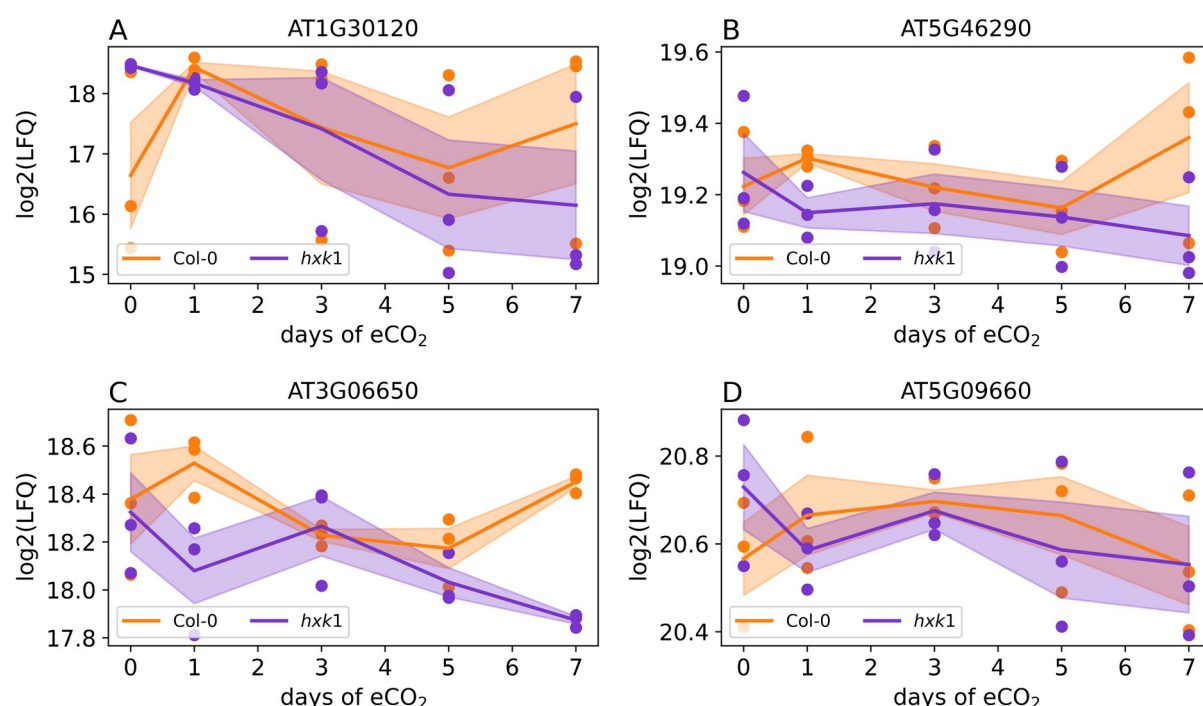 A AT1G30120
log2(LFQ)
18
17
16
15
Col-0 hxk1
0 1 2 3 4 5 6 7
days of eCO₂
B AT5G46290
log2(LFQ)
19.6
19.4
19.2
19.0
Col-0 hxk1
0 1 2 3 4 5 6 7
days of eCO₂
C AT3G06650
log2(LFQ)
18.6
18.4
18.2
18.0
17.8
Col-0 hxk1
0 1 2 3 4 5 6 7
days of eCO₂
D AT5G09660
log2(LFQ)
20.8
20.6
20.4
Col-0 hxk1
0 1 2 3 4 5 6 7
days of eCO₂